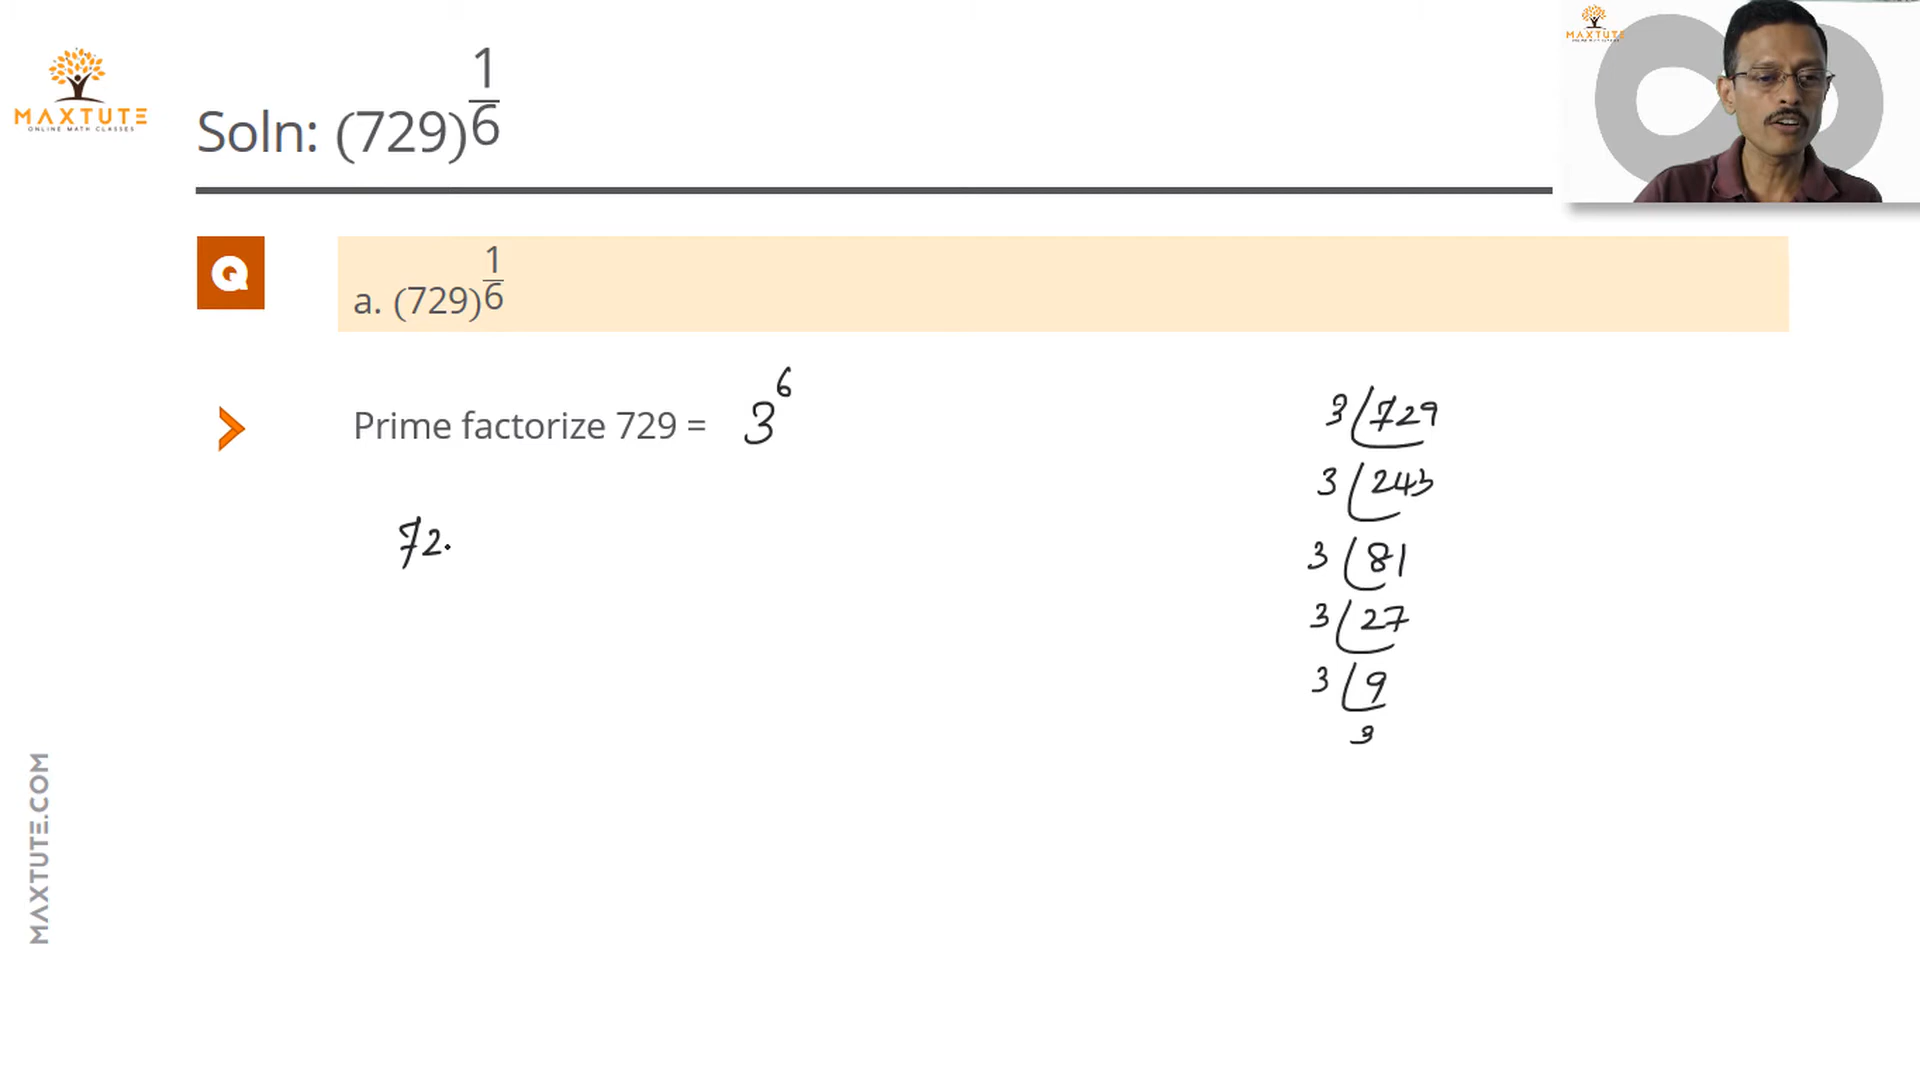 MAXTUTE
ONLINE MATH CLASSES
Soln: (729)^(1/6)
MAXTUTE
Q
a. (729)^(1/6)
Prime factorize 729 = 3^6
72.
3 729
3 243
3 81
3 27
3 9
3
MAXTUTE.COM